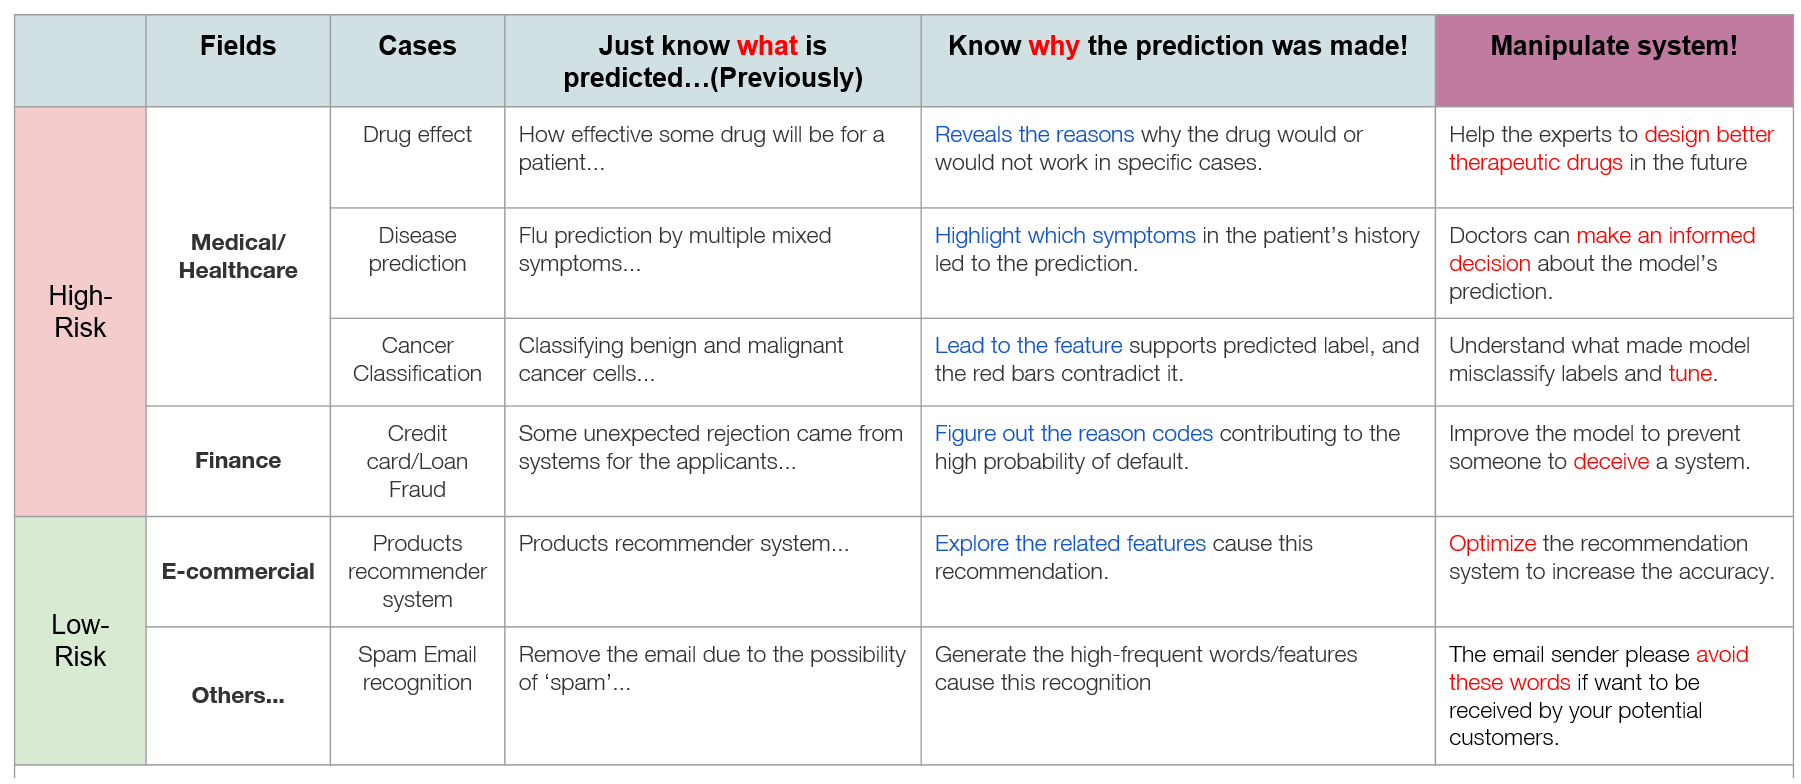 Fields
Cases
Just know what is
predicted...(Previously)
Know why the prediction was made!
Manipulate system!
High-
Risk
Medical/
Healthcare
Drug effect
How effective some drug will be for a
patient...
Reveals the reasons why the drug would or
would not work in specific cases.
Help the experts to design better
therapeutic drugs in the future
Disease
prediction
Flu prediction by multiple mixed
symptoms...
Highlight which symptoms in the patient's history
led to the prediction.
Doctors can make an informed
decision about the model's
prediction.
Cancer
Classification
Classifying benign and malignant
cancer cells...
Lead to the feature supports predicted label, and
the red bars contradict it.
Understand what made model
misclassify labels and tune.
Finance
Credit
card/Loan
Fraud
Some unexpected rejection came from
systems for the applicants...
Figure out the reason codes contributing to the
high probability of default.
Improve the model to prevent
someone to deceive a system.
Low-
Risk
E-commercial
Products
recommender
system
Products recommender system...
Explore the related features cause this
recommendation.
Optimize the recommendation
system to increase the accuracy.
Others...
Spam Email
recognition
Remove the email due to the possibility
of ‘spam’...
Generate the high-frequent words/features
cause this recognition
The email sender please avoid
these words if want to be
received by your potential
customers.